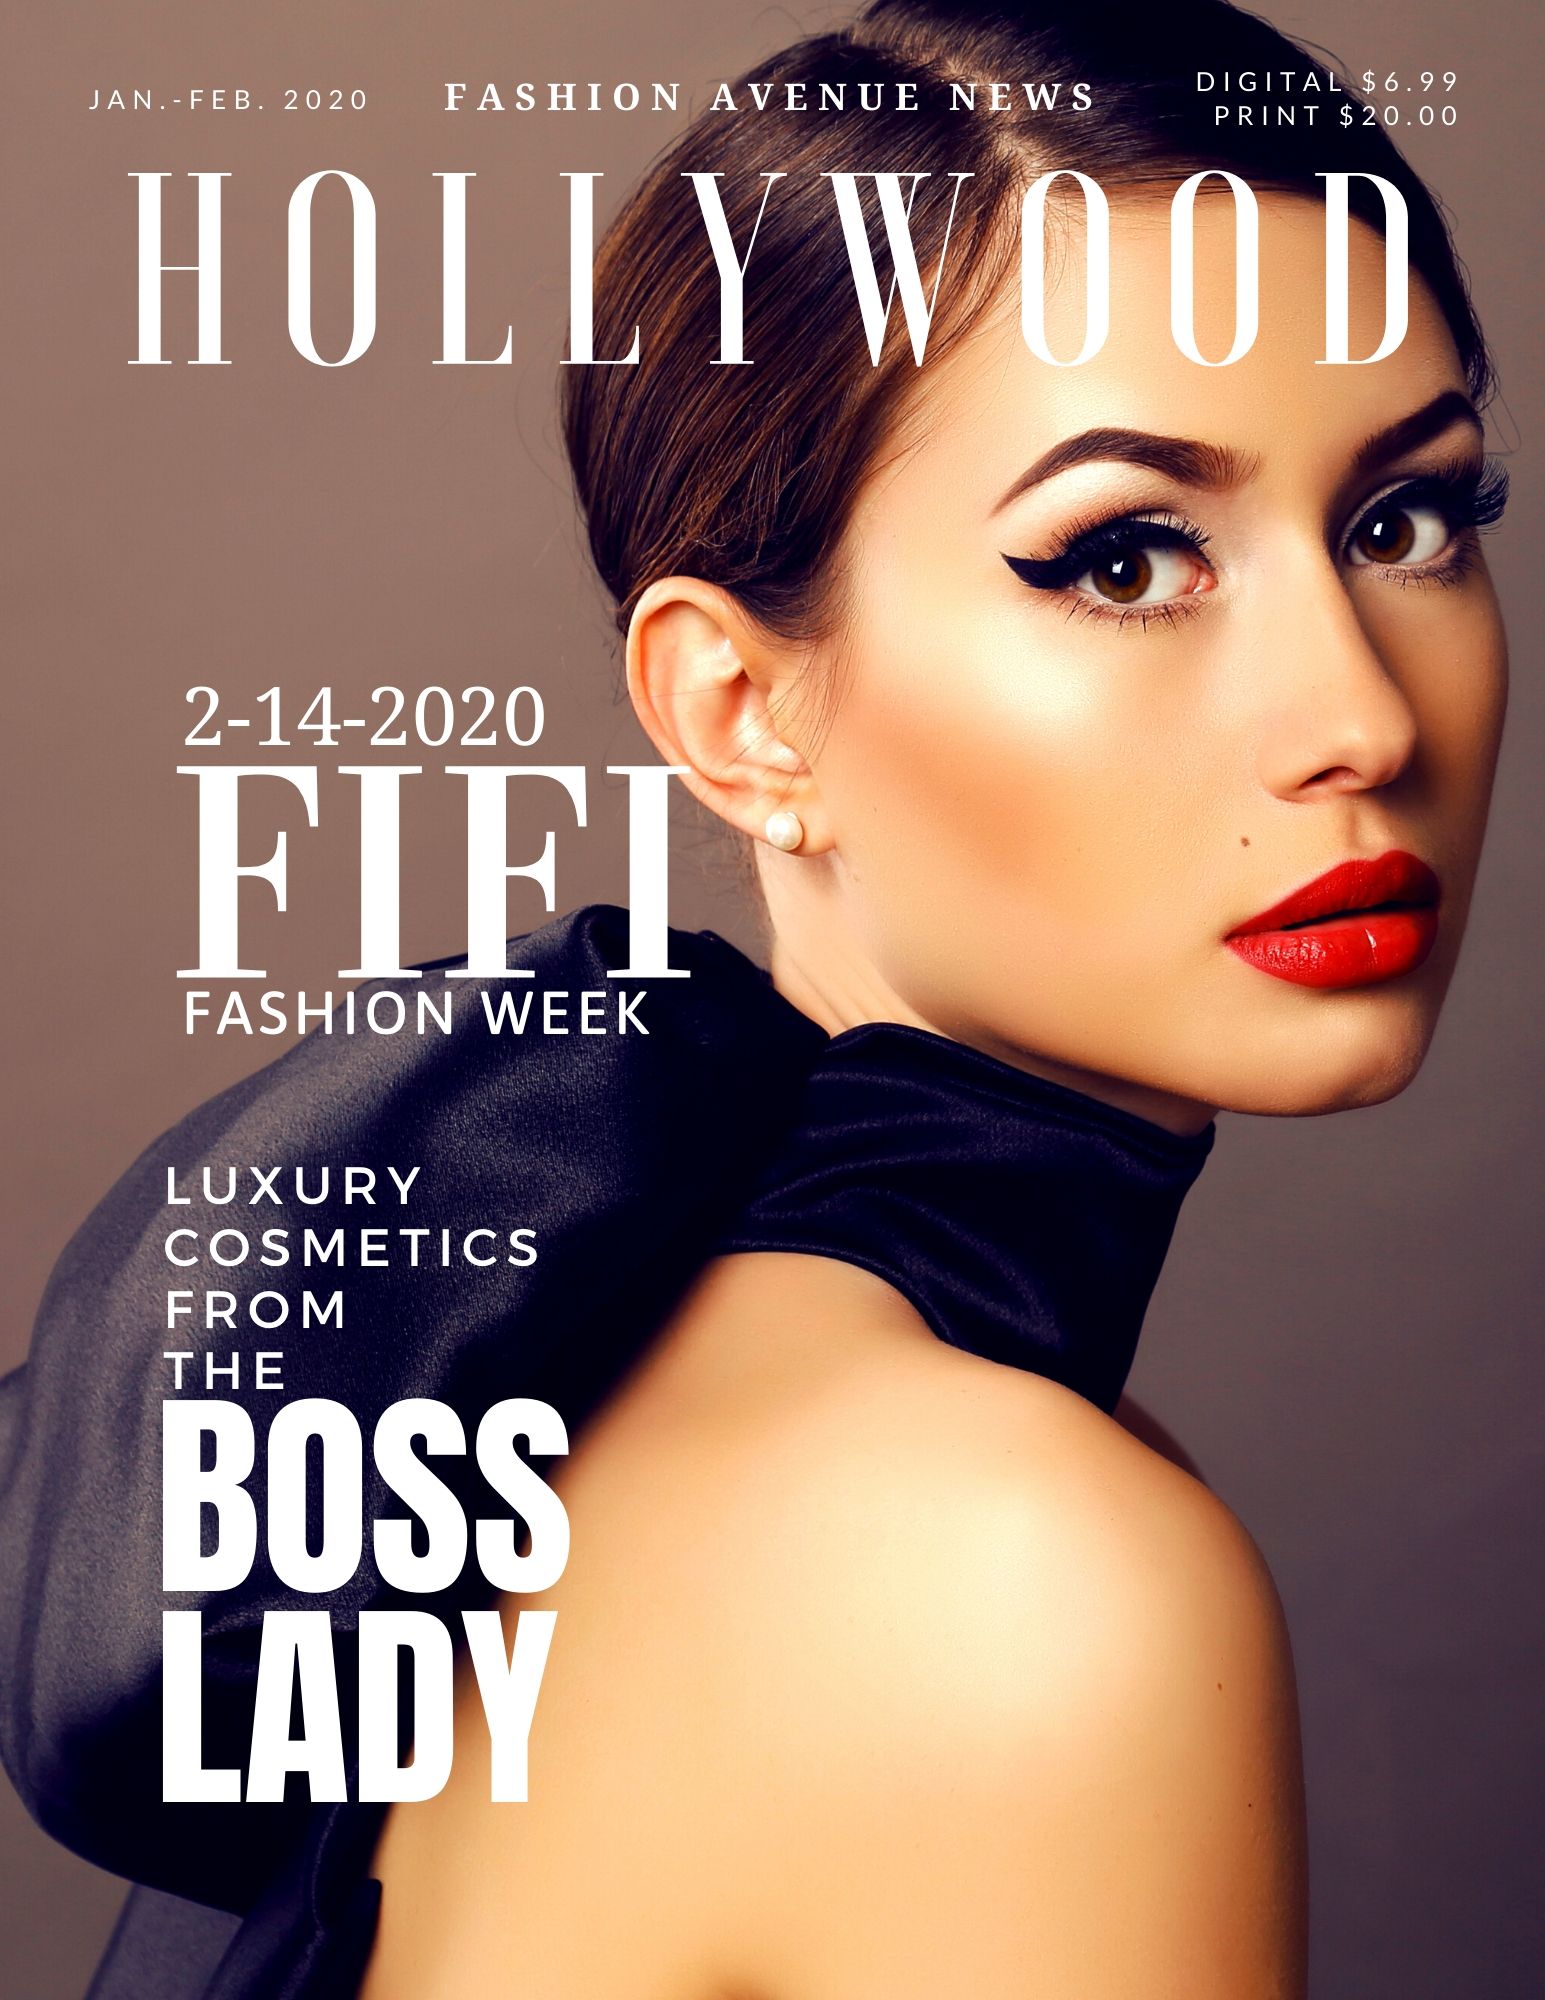 JAN.-FEB. 2020
FASHION AVENUE NEWS
DIGITAL $6.99
PRINT $20.00
HOLLYWOOD
2-14-2020
FIFI
FASHION WEEK
LUXURY
COSMETICS
FROM
THE
BOSS
LADY